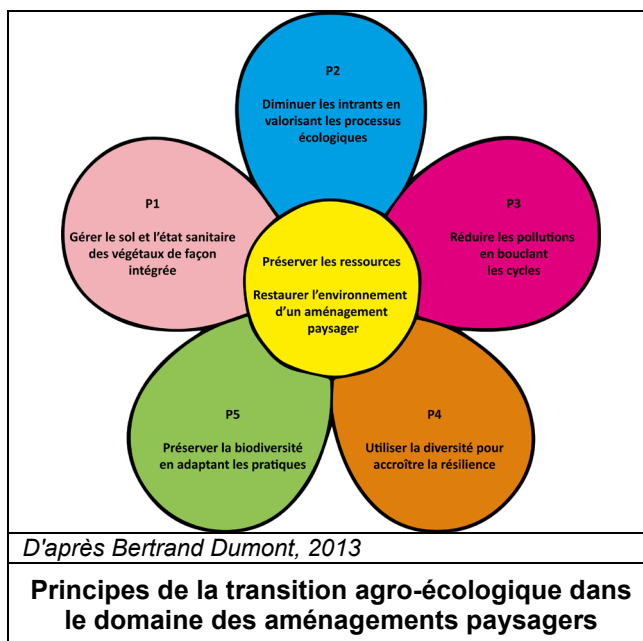 P2
Diminuer les intrants en
valorisant les processus
écologiques
P1
Gérer le sol et l'état sanitaire
des végétaux de façon
intégrée
P3
Réduire les pollutions
en bouclant
les cycles
Préserver les ressources
Restaurer l'environnement
d'un aménagement
paysager
P5
Préserver la biodiversité
en adaptant les pratiques
P4
Utiliser la diversité pour
accroître la résilience
D'après Bertrand Dumont, 2013
Principes de la transition agro-écologique dans
le domaine des aménagements paysagers